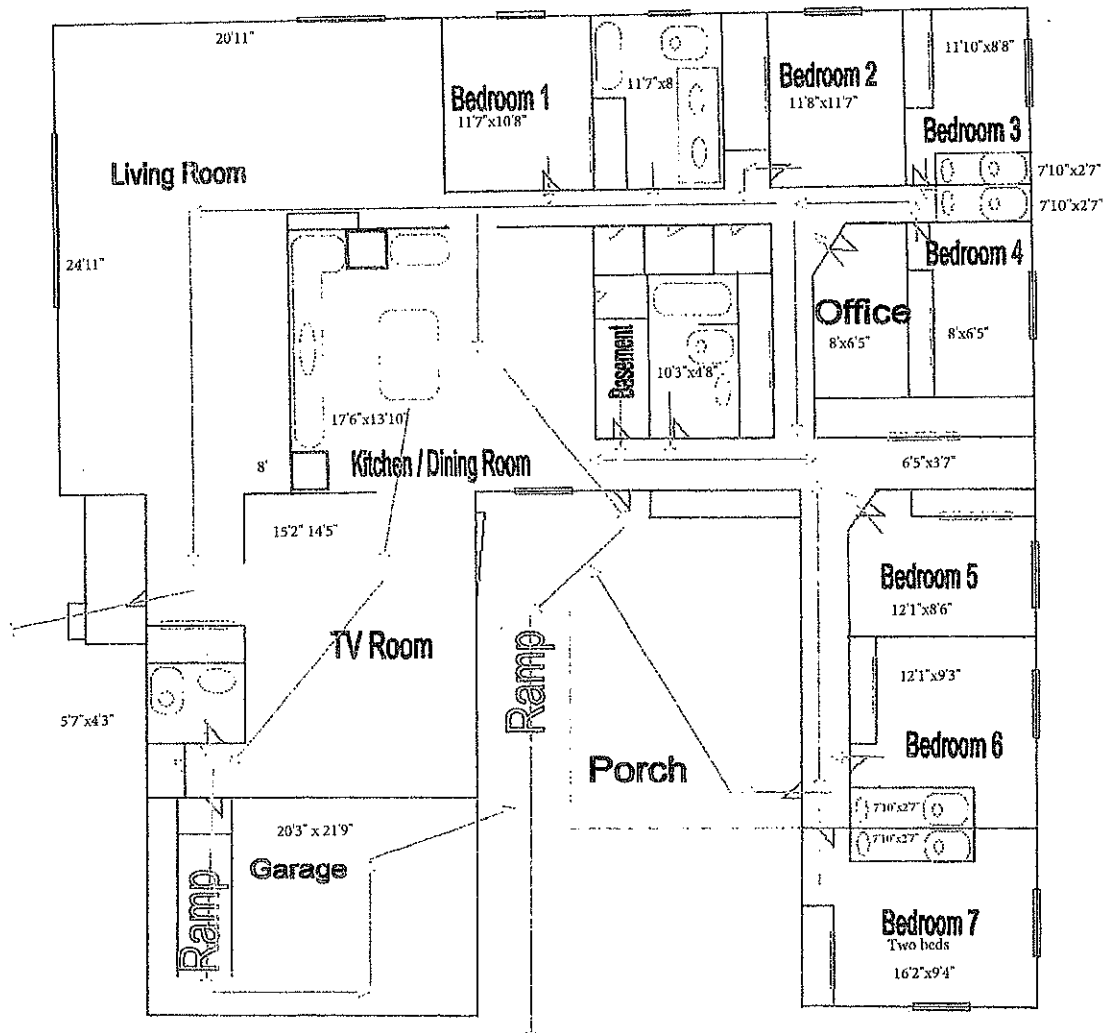 20'11"
Living Room
24'11"
Bedroom 1
11'7"x10'8"
11'7"x8
Bedroom 2
11'8"x11'7"
11'10"x8'8"
Bedroom 3
7'10"x2'7"
7'10"x2'7"
Bedroom 4
8'x6'5"
Office
8'x6'5"
Basement
10'3"x4'8"
17'6"x13'10"
Kitchen / Dining Room
8'
6'5"x3'7"
15'2" 14'5"
TV Room
5'7"x4'3"
Ramp
Porch
Bedroom 5
12'1"x8'6"
12'1"x9'3"
Bedroom 6
7'10"x2'7"
7'10"x2'7"
20'3" x 21'9"
Garage
Ramp
Bedroom 7
Two beds
16'2"x9'4"